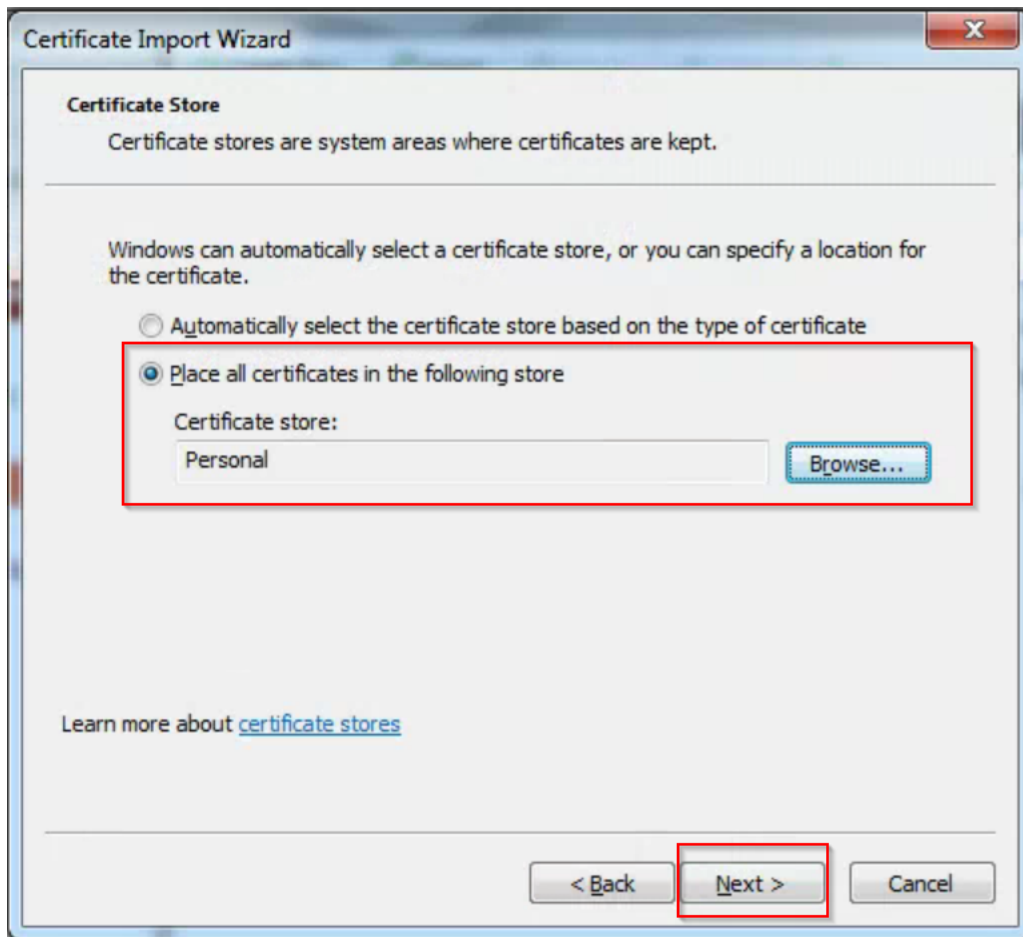 Certificate Import Wizard
Certificate Store
Certificate stores are system areas where certificates are kept.
Windows can automatically select a certificate store, or you can specify a location for
the certificate.
Automatically select the certificate store based on the type of certificate
Place all certificates in the following store
Certificate store:
Personal
Browse...
Learn more about certificate stores
< Back
Next >
Cancel